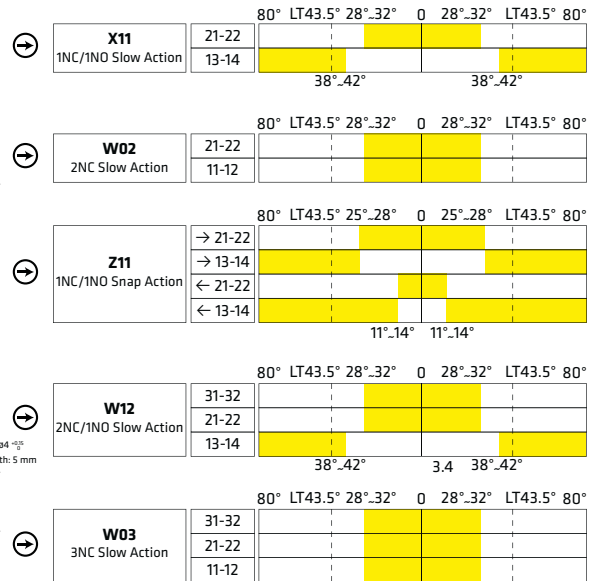 80° LT43.5° 28°~32° 0 28°~32° LT43.5° 80°
X11
1NC/1NO Slow Action
21-22
13-14
38°~42° 38°~42°
80° LT43.5° 28°~32° 0 28°~32° LT43.5° 80°
W02
2NC Slow Action
21-22
11-12
80° LT43.5° 25°~28° 0 25°~28° LT43.5° 80°
Z11
1NC/1NO Snap Action
→ 21-22
→ 13-14
← 21-22
← 13-14
11°~14° 11°~14°
80° LT43.5° 28°~32° 0 28°~32° LT43.5° 80°
W12
2NC/1NO Slow Action
31-32
21-22
13-14
ø4 +0.15 0
th: 5 mm
38°~42° 3.4 38°~42°
80° LT43.5° 28°~32° 0 28°~32° LT43.5° 80°
W03
3NC Slow Action
31-32
21-22
11-12